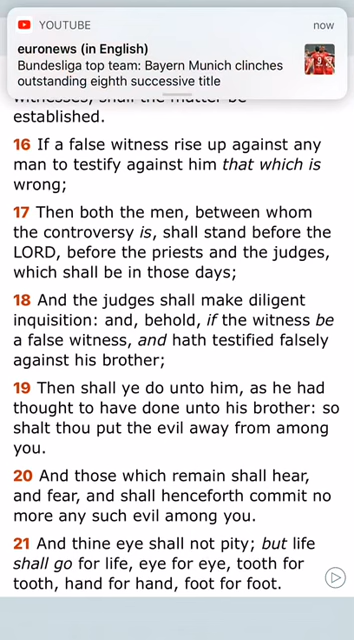 YOUTUBE now
euronews (in English)
Bundesliga top team: Bayern Munich clinches
outstanding eighth successive title
established.
16 If a false witness rise up against any
man to testify against him that which is
wrong;
17 Then both the men, between whom
the controversy is, shall stand before the
LORD, before the priests and the judges,
which shall be in those days;
18 And the judges shall make diligent
inquisition: and, behold, if the witness be
a false witness, and hath testified falsely
against his brother;
19 Then shall ye do unto him, as he had
thought to have done unto his brother: so
shalt thou put the evil away from among
you.
20 And those which remain shall hear,
and fear, and shall henceforth commit no
more any such evil among you.
21 And thine eye shall not pity; but life
shall go for life, eye for eye, tooth for
tooth, hand for hand, foot for foot.